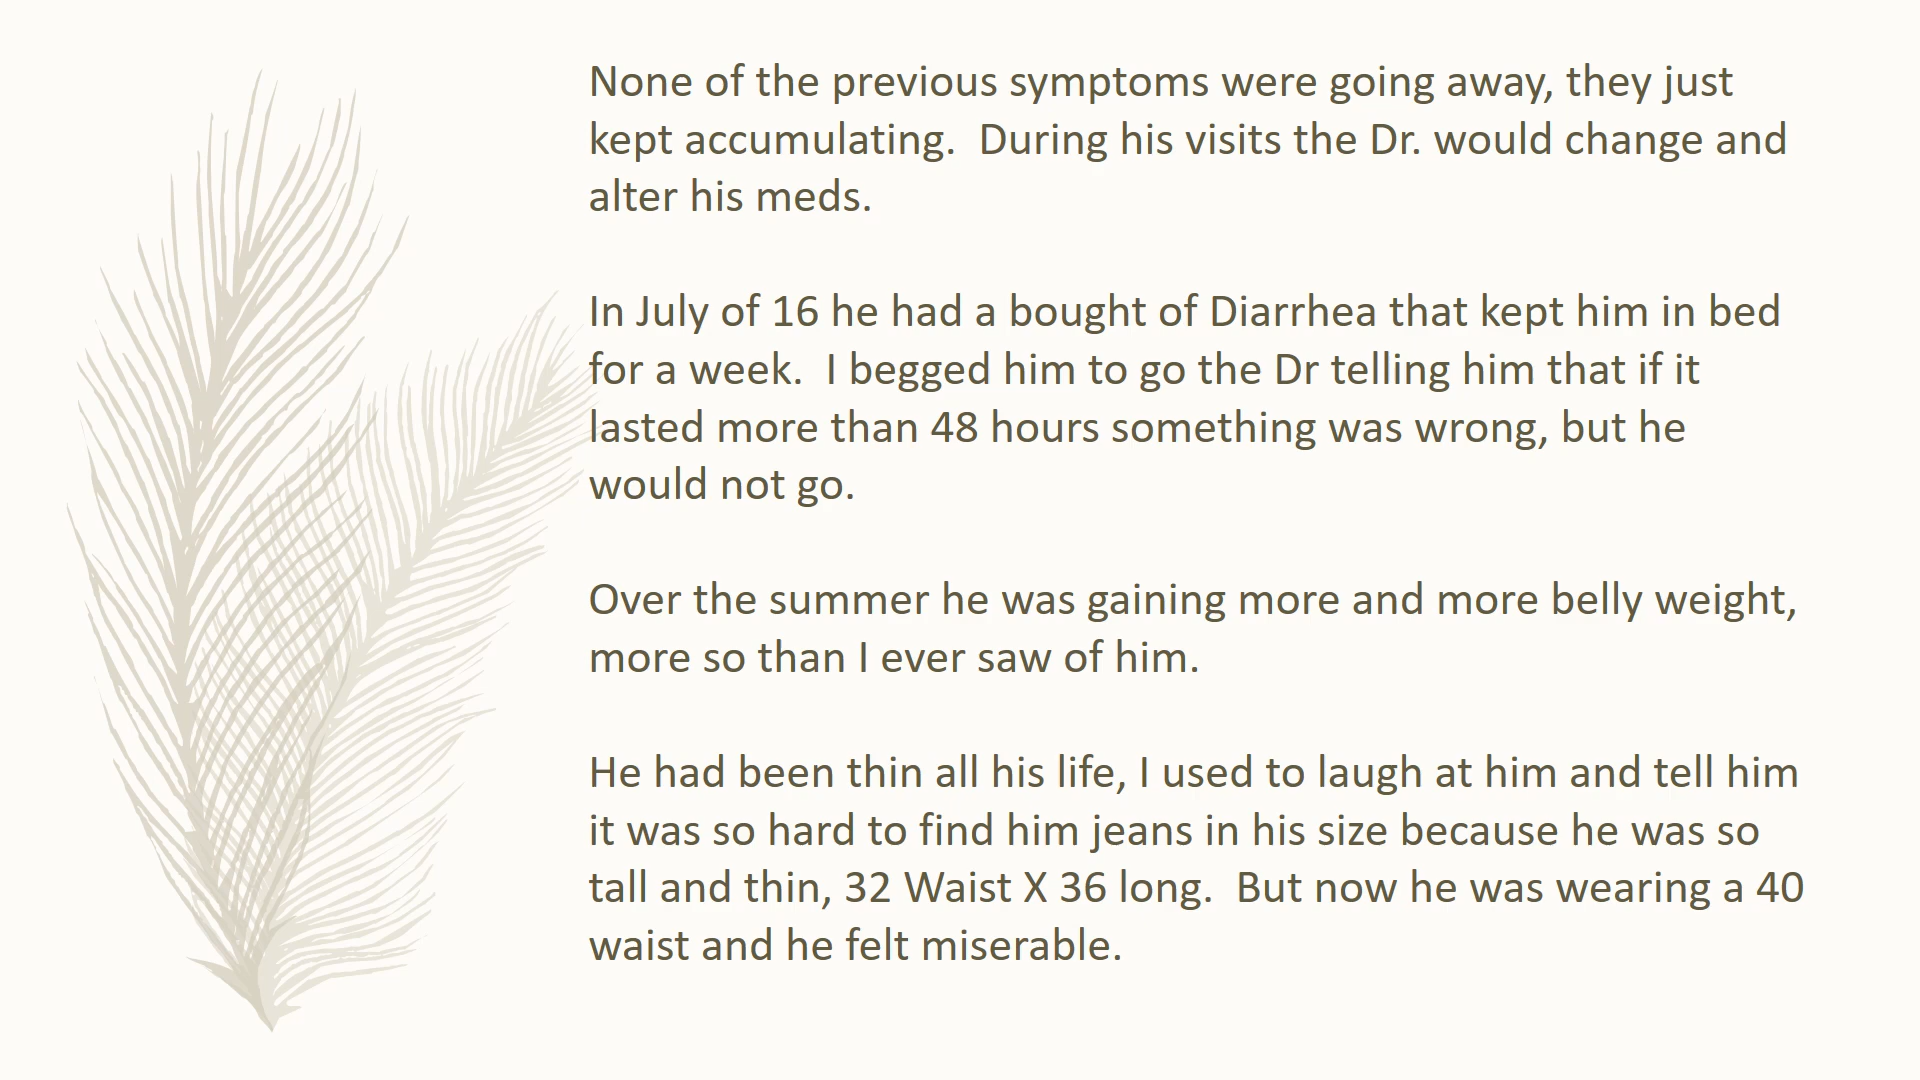 None of the previous symptoms were going away, they just
kept accumulating.  During his visits the Dr. would change and
alter his meds.
In July of 16 he had a bought of Diarrhea that kept him in bed
for a week.  I begged him to go the Dr telling him that if it
lasted more than 48 hours something was wrong, but he
would not go.
Over the summer he was gaining more and more belly weight,
more so than I ever saw of him.
He had been thin all his life, I used to laugh at him and tell him
it was so hard to find him jeans in his size because he was so
tall and thin, 32 Waist X 36 long.  But now he was wearing a 40
waist and he felt miserable.